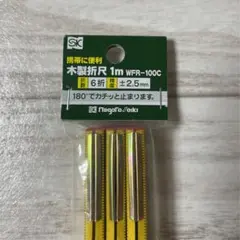 SK
携帯に便利
木製折尺 1m WFR-100C
6折 ±2.5mm
180°でカチッと止まります。
Niigata Seiki